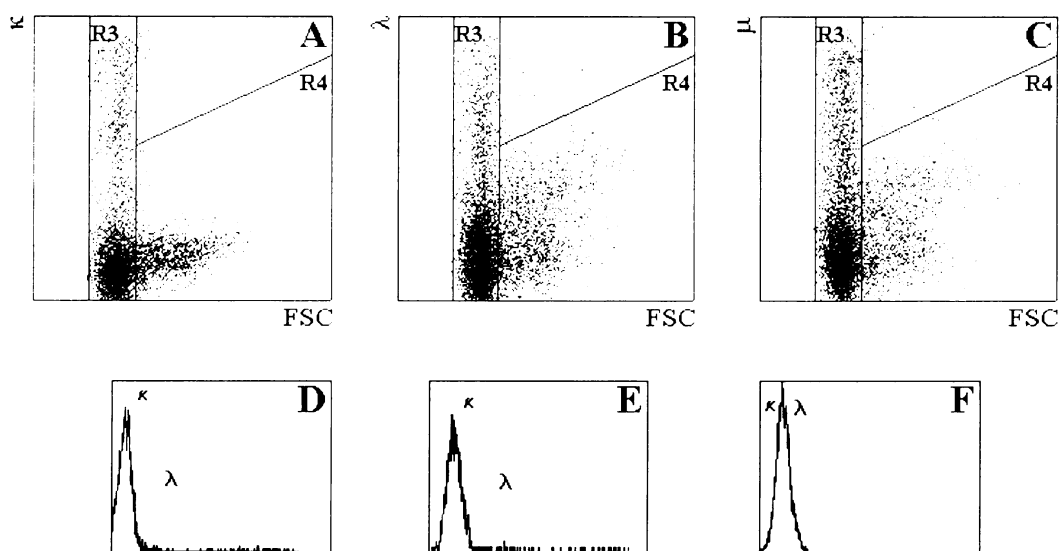 κ R3 A R4 FSC
λ R3 B R4 FSC
μ R3 C R4 FSC
κ λ D
κ λ E
κ λ F